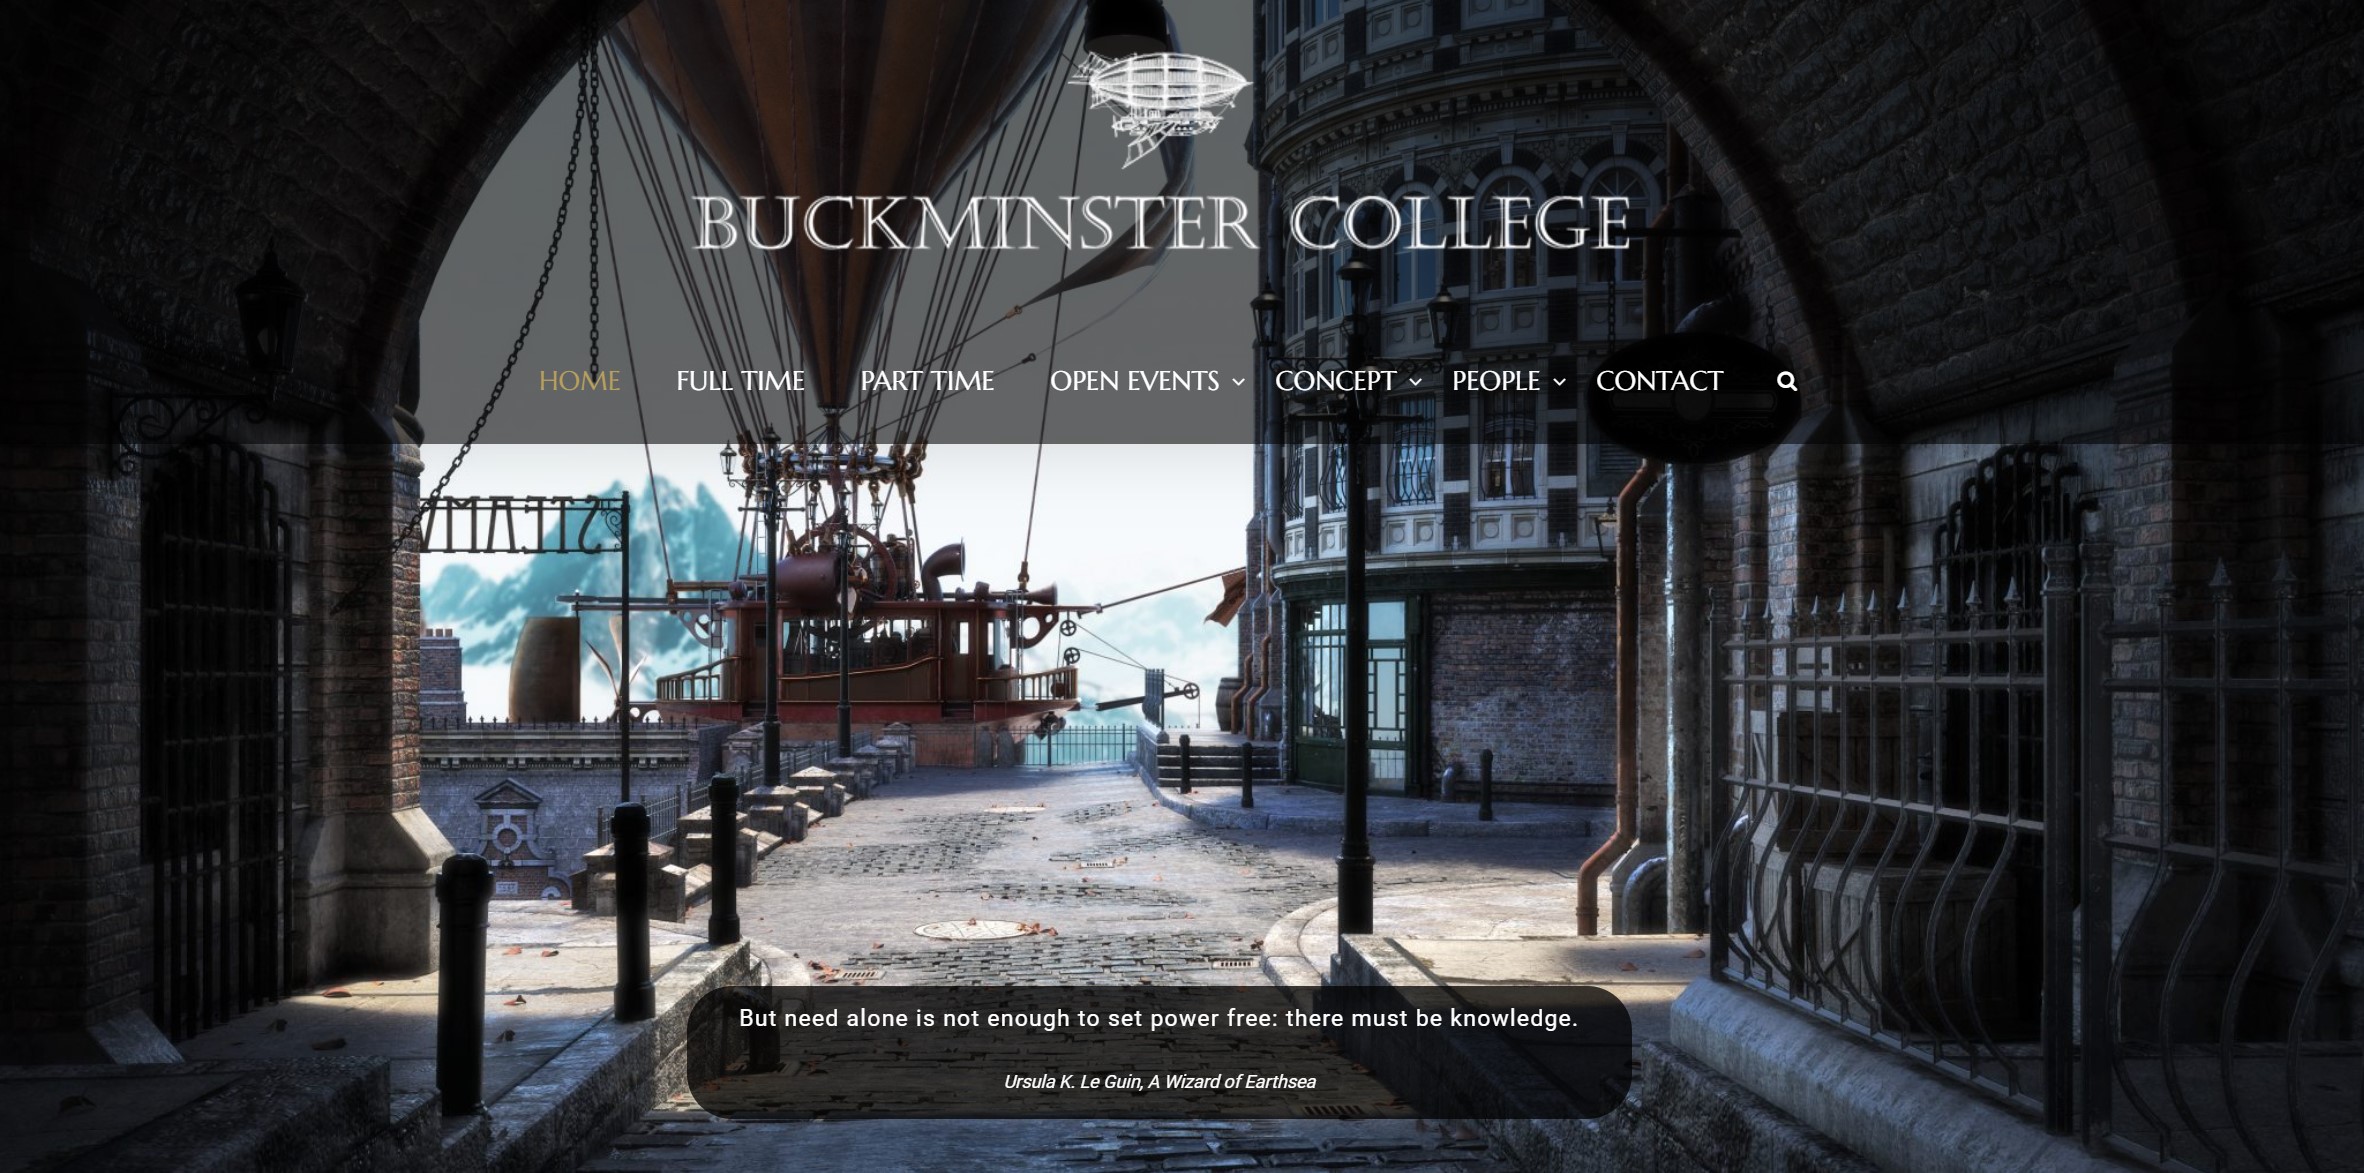 BUCKMINSTER COLLEGE
HOME FULL TIME PART TIME OPEN EVENTS CONCEPT PEOPLE CONTACT
But need alone is not enough to set power free: there must be knowledge.
Ursula K. Le Guin, A Wizard of Earthsea